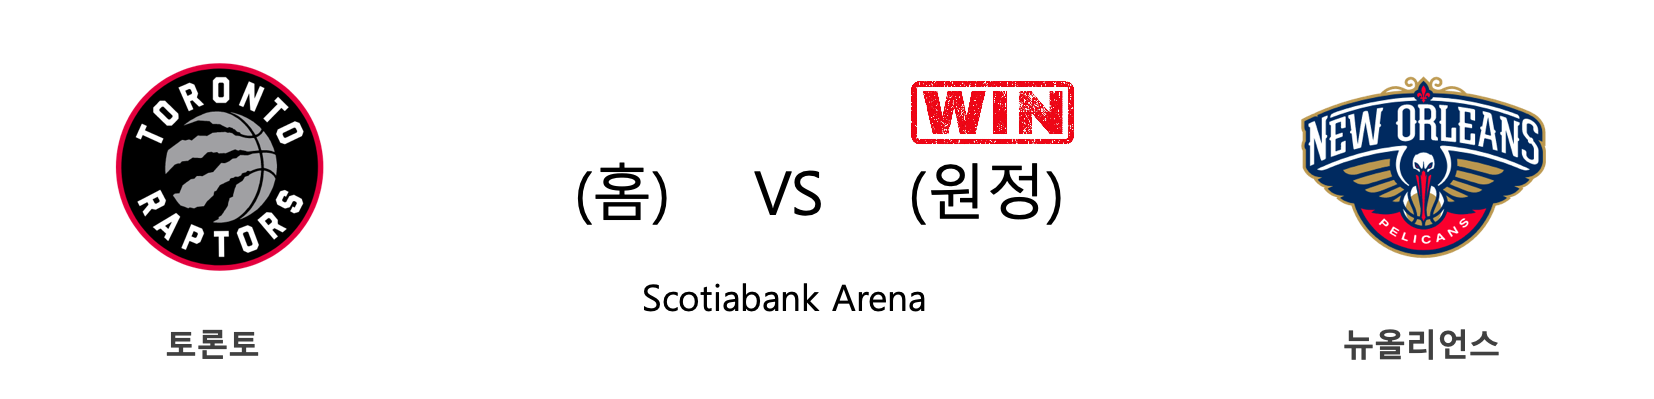 TORONTO
RAPTORS
WIN
(홈) VS (원정)
Scotiabank Arena
토론토
NEW ORLEANS
PELICANS
뉴올리언스